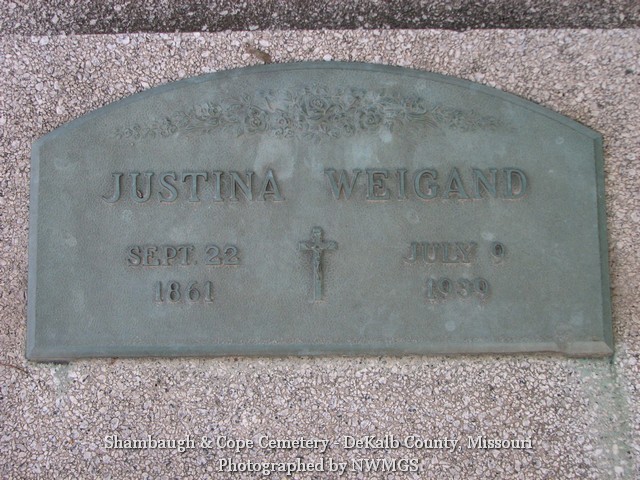 JUSTINA WEIGAND
SEPT. 22 JULY 9
1861 1939
Shambaugh & Cope Cemetery - DeKalb County, Missouri
Photographed by NWMGS